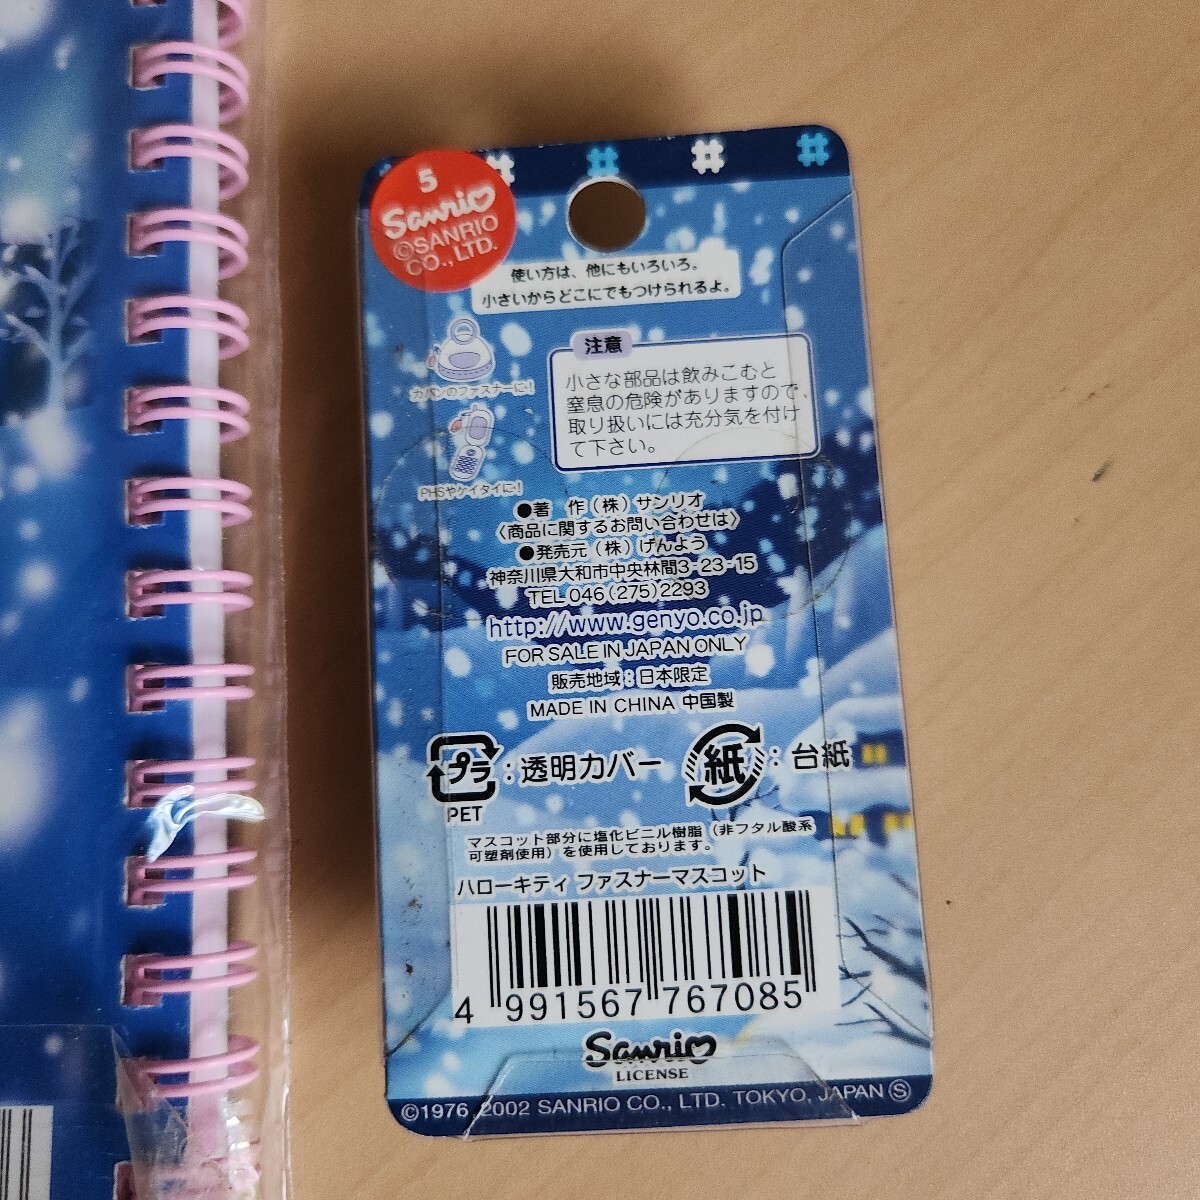 5
Sanrio
©SANRIO
CO., LTD.
使い方は、他にもいろいろ。
小さいからどこにでもつけられるよ。
カバンのファスナーに!
PHSやケイタイに!
注意
小さな部品は飲みこむと
窒息の危険がありますので、
取り扱いには充分気を付け
て下さい。
●著 作(株)サンリオ
〈商品に関するお問い合わせは〉
●発売元(株)げんよう
神奈川県大和市中央林間3-23-15
TEL 046(275)2293
http://www.genyo.co.jp
FOR SALE IN JAPAN ONLY
販売地域:日本限定
MADE IN CHINA 中国製
プラ:透明カバー 紙:台紙
PET
マスコット部分に塩化ビニル樹脂(非フタル酸系
可塑剤使用)を使用しております。
ハローキティ ファスナーマスコット
4 991567 767085
Sanrio
LICENSE
©1976, 2002 SANRIO CO., LTD. TOKYO, JAPAN Ⓢ